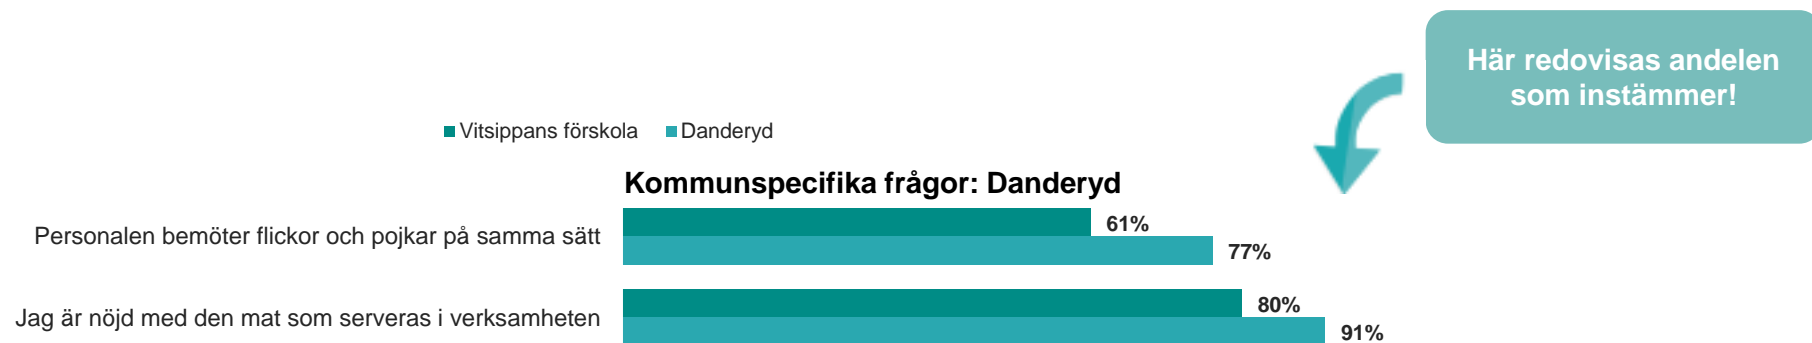 Här redovisas andelen
som instämmer!
Vitsippans förskola Danderyd
Kommunspecifika frågor: Danderyd
Personalen bemöter flickor och pojkar på samma sätt 61%
77%
Jag är nöjd med den mat som serveras i verksamheten 80%
91%